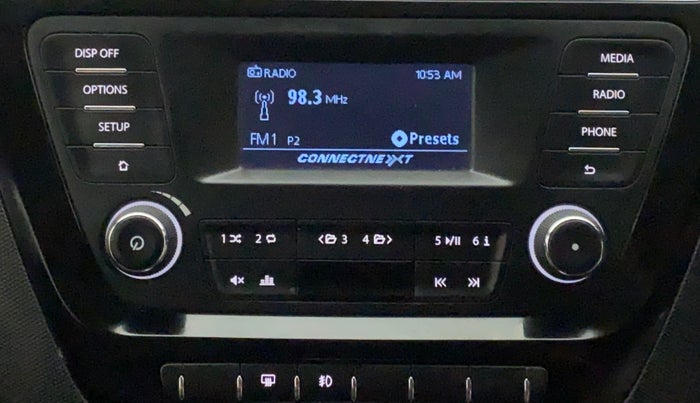 DISP OFF
OPTIONS
SETUP
RADIO 10:53 AM
98.3 MHz
FM1 P2 Presets
CONNECTNEXT
MEDIA
RADIO
PHONE
1 2 3 4 5 6 i